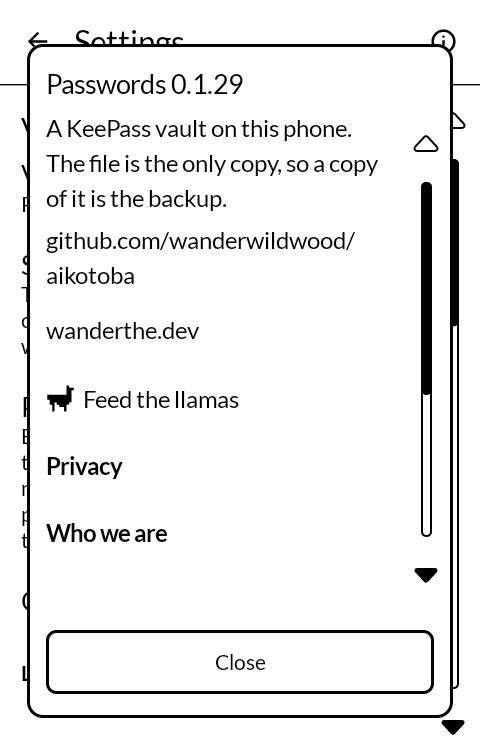 Settings
Passwords 0.1.29
A KeePass vault on this phone.
The file is the only copy, so a copy
of it is the backup.
github.com/wanderwildwood/
aikotoba
wanderthe.dev
Feed the llamas
Privacy
Who we are
Close